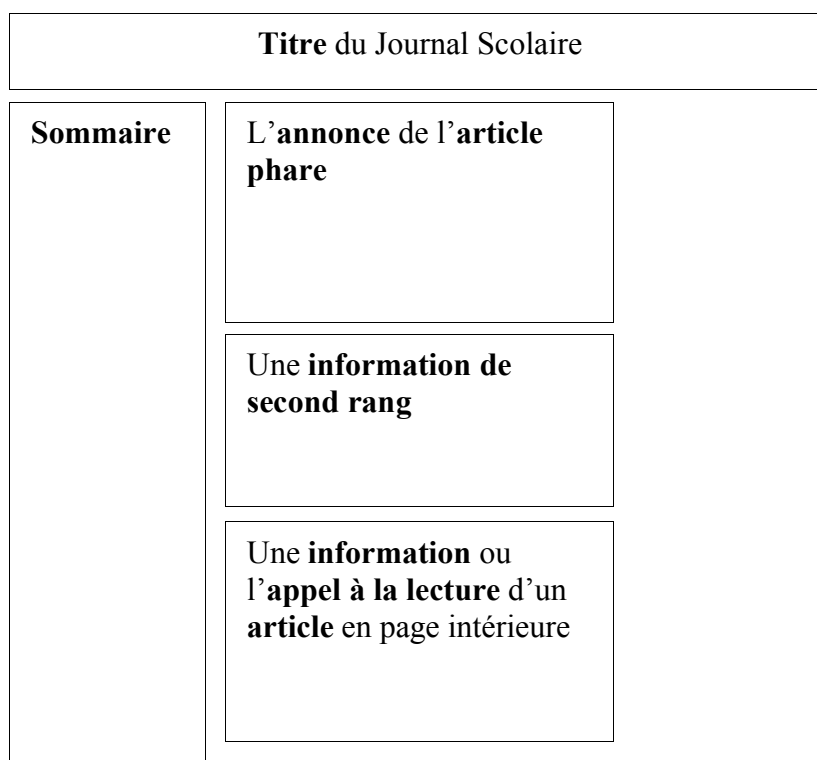 Titre du Journal Scolaire
Sommaire
L’annonce de l’article
phare
Une information de
second rang
Une information ou
l’appel à la lecture d’un
article en page intérieure